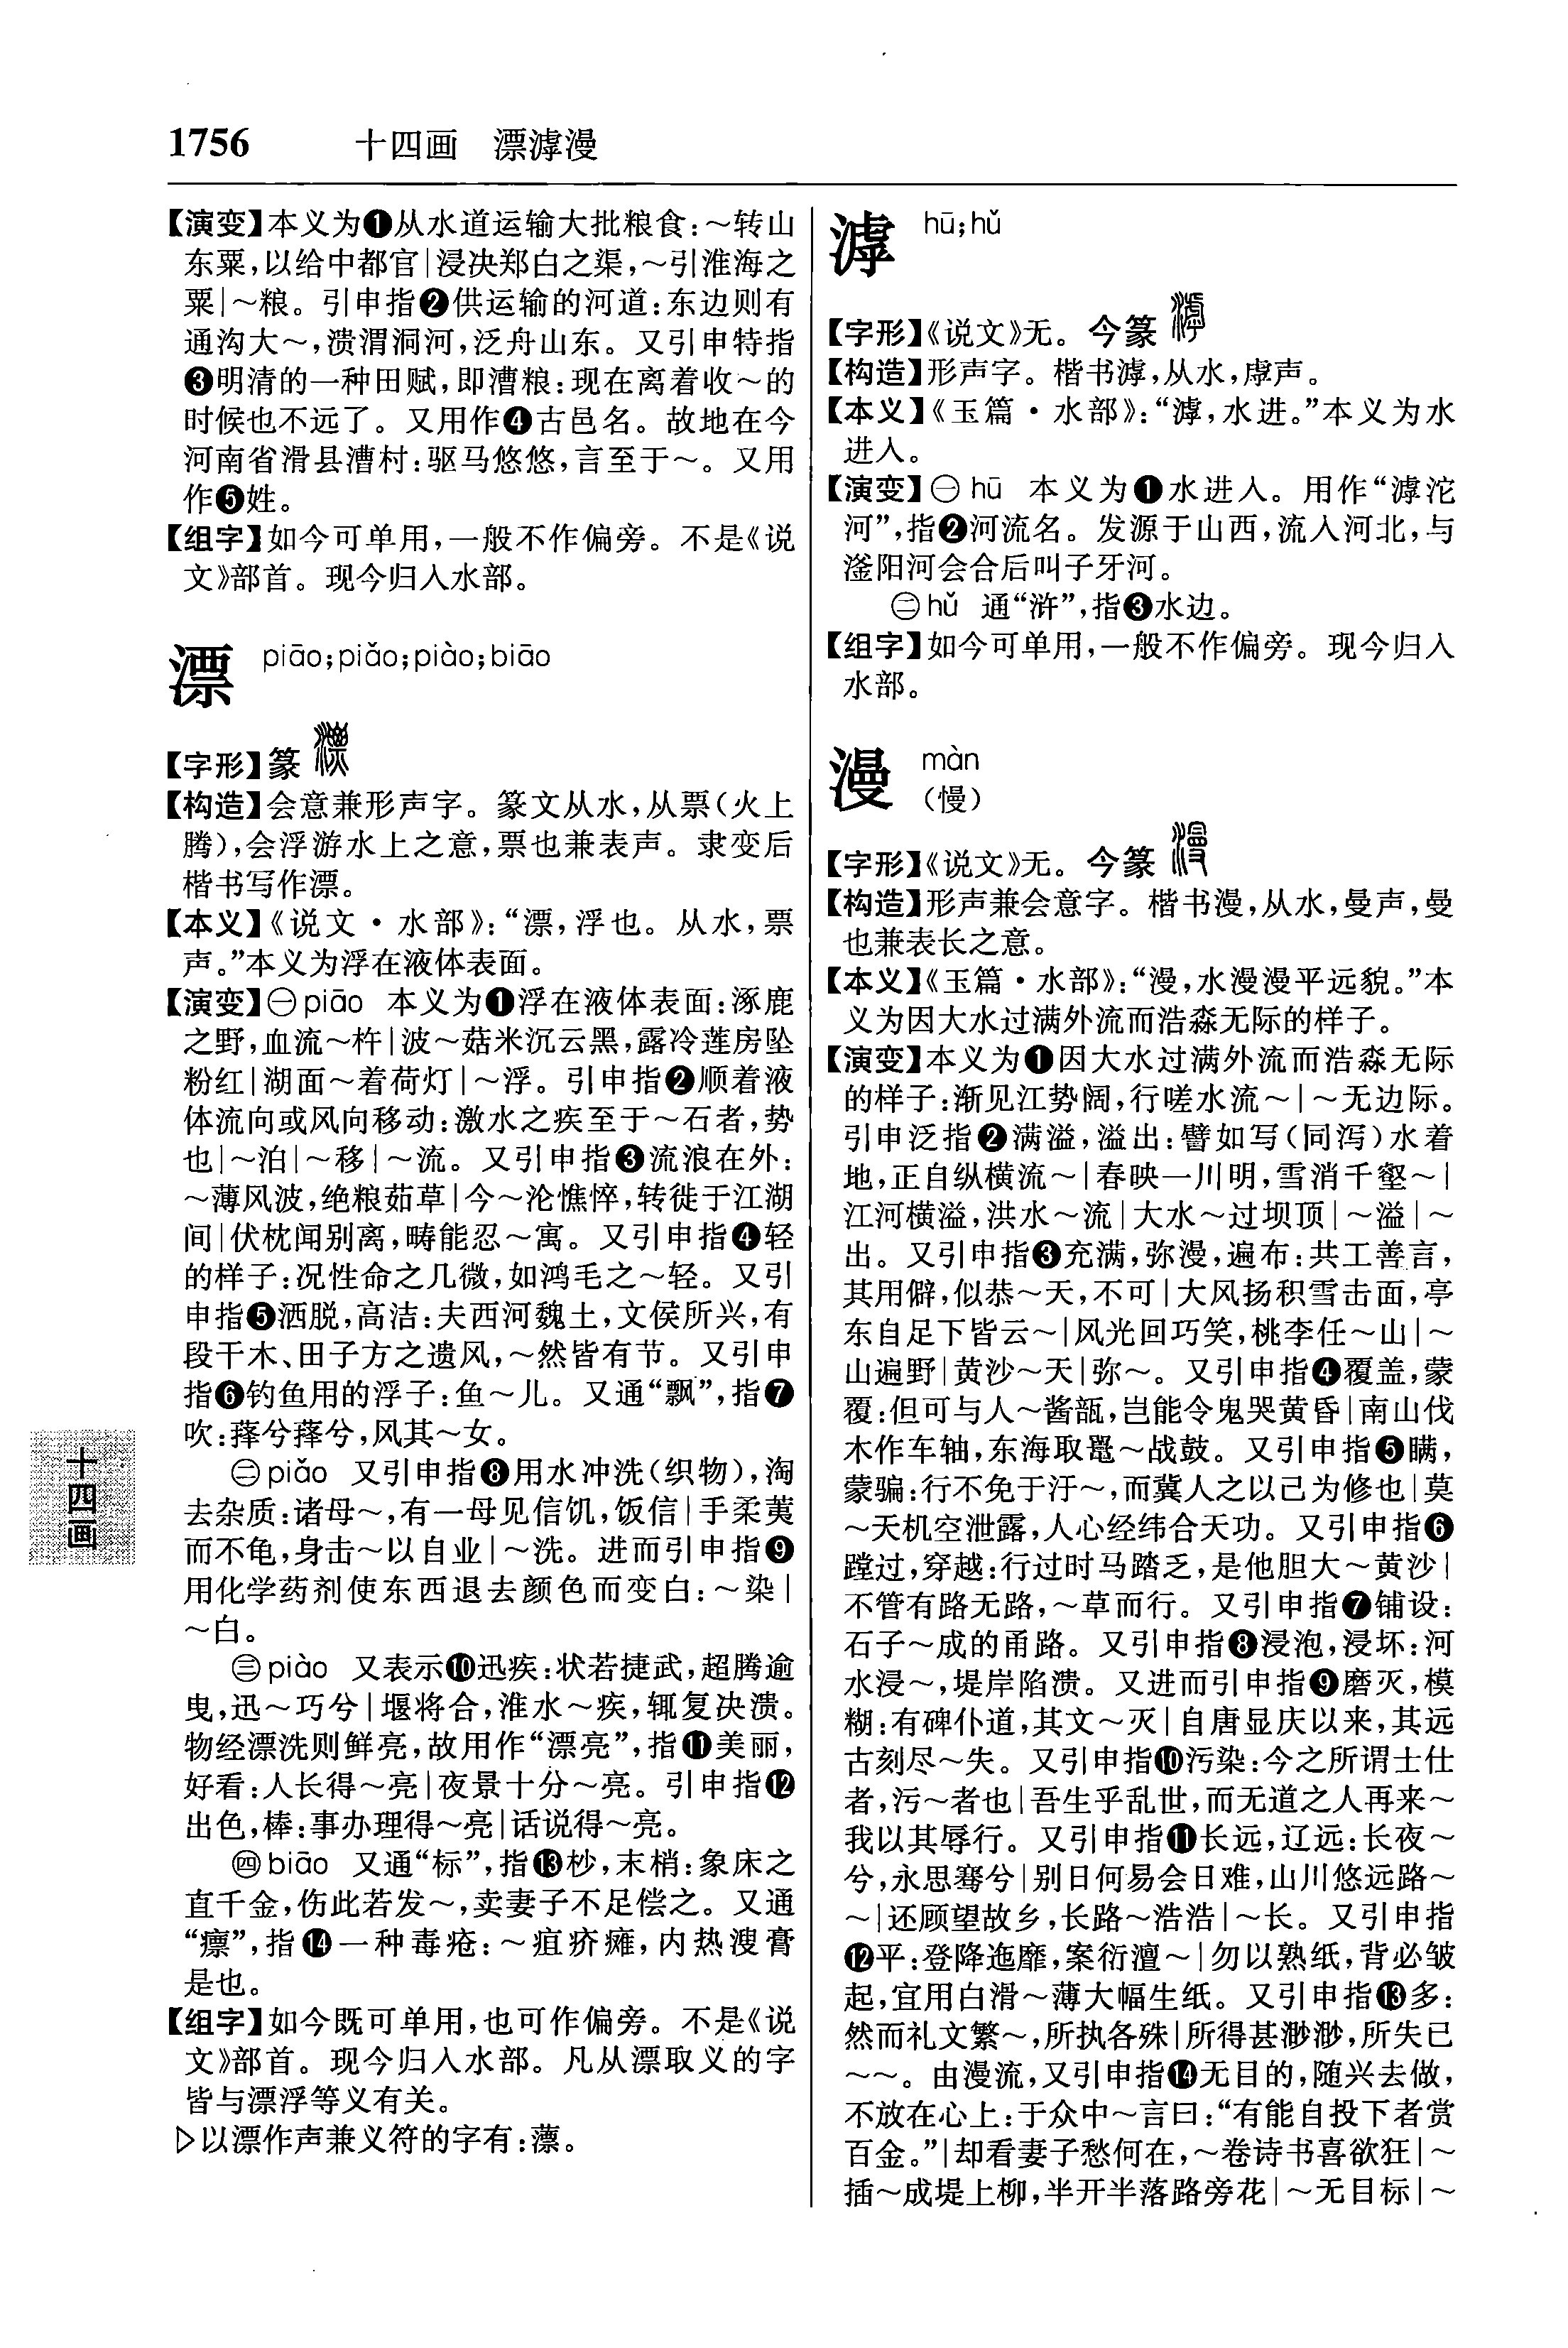 1756 十四画 漂滹漫
【演变】本义为❶从水道运输大批粮食:～转山
东粟,以给中都官|浸决郑白之渠,～引淮海之
粟|～粮。引申指❷供运输的河道:东边则有
通沟大～,溃渭洞河,泛舟山东。又引申特指
❸明清的一种田赋,即漕粮:现在离着收～的
时候也不远了。又用作❹古邑名。故地在今
河南省滑县漕村:驱马悠悠,言至于～。又用
作❺姓。
【组字】如今可单用,一般不作偏旁。不是《说
文》部首。现今归入水部。
漂 piāo;piǎo;piào;biāo
【字形】篆
【构造】会意兼形声字。篆文从水,从票(火上
腾),会浮游水上之意,票也兼表声。隶变后
楷书写作漂。
【本义】《说文·水部》:“漂,浮也。从水,票
声。”本义为浮在液体表面。
【演变】㊀piāo 本义为❶浮在液体表面:涿鹿
之野,血流～杵|波～菇米沉云黑,露冷莲房坠
粉红|湖面～着荷灯|～浮。引申指❷顺着液
体流向或风向移动:激水之疾至于～石者,势
也|～泊|～移|～流。又引申指❸流浪在外:
～薄风波,绝粮茹草|今～沦憔悴,转徙于江湖
间|伏枕闻别离,畴能忍～寓。又引申指❹轻
的样子:况性命之几微,如鸿毛之～轻。又引
申指❺洒脱,高洁:夫西河魏土,文侯所兴,有
段干木、田子方之遗风,～然皆有节。又引申
指❻钓鱼用的浮子:鱼～儿。又通“飘”,指❼
吹:萚兮萚兮,风其～女。
㊁piǎo 又引申指❽用水冲洗(织物),淘
去杂质:诸母～,有一母见信饥,饭信|手柔荑
而不龟,身击～以自业|～洗。进而引申指❾
用化学药剂使东西退去颜色而变白:～染|
～白。
㊂piào 又表示❿迅疾:状若捷武,超腾逾
曳,迅～巧兮|堰将合,淮水～疾,辄复决溃。
物经漂洗则鲜亮,故用作“漂亮”,指⓫美丽,
好看:人长得～亮|夜景十分～亮。引申指⓬
出色,棒:事办理得～亮|话说得～亮。
㊃biāo 又通“标”,指⓭杪,末梢:象床之
直千金,伤此若发～,卖妻子不足偿之。又通
“瘭”,指⓮一种毒疮:～疽疥痈,内热溲膏
是也。
【组字】如今既可单用,也可作偏旁。不是《说
文》部首。现今归入水部。凡从漂取义的字
皆与漂浮等义有关。
▷以漂作声兼义符的字有:薸。
十四画
滹 hū;hǔ
【字形】《说文》无。今篆
【构造】形声字。楷书滹,从水,虖声。
【本义】《玉篇·水部》:“滹,水进。”本义为水
进入。
【演变】㊀hū 本义为❶水进入。用作“滹沱
河”,指❷河流名。发源于山西,流入河北,与
滏阳河会合后叫子牙河。
㊁hǔ 通“浒”,指❸水边。
【组字】如今可单用,一般不作偏旁。现今归入
水部。
漫 màn
(慢)
【字形】《说文》无。今篆
【构造】形声兼会意字。楷书漫,从水,曼声,曼
也兼表长之意。
【本义】《玉篇·水部》:“漫,水漫漫平远貌。”本
义为因大水过满外流而浩淼无际的样子。
【演变】本义为❶因大水过满外流而浩淼无际
的样子:渐见江势阔,行嗟水流～|～无边际。
引申泛指❷满溢,溢出:譬如写(同泻)水着
地,正自纵横流～|春映一川明,雪消千壑～|
江河横溢,洪水～流|大水～过坝顶|～溢|～
出。又引申指❸充满,弥漫,遍布:共工善言,
其用僻,似恭～天,不可|大风扬积雪击面,亭
东自足下皆云～|风光回巧笑,桃李任～山|～
山遍野|黄沙～天|弥～。又引申指❹覆盖,蒙
覆:但可与人～酱瓿,岂能令鬼哭黄昏|南山伐
木作车轴,东海取鼍～战鼓。又引申指❺瞒,
蒙骗:行不免于汙～,而冀人之以己为修也|莫
～天机空泄露,人心经纬合天功。又引申指❻
蹚过,穿越:行过时马踏乏,是他胆大～黄沙|
不管有路无路,～草而行。又引申指❼铺设:
石子～成的甬路。又引申指❽浸泡,浸坏:河
水浸～,堤岸陷溃。又进而引申指❾磨灭,模
糊:有碑仆道,其文～灭|自唐显庆以来,其远
古刻尽～失。又引申指❿污染:今之所谓士仕
者,污～者也|吾生乎乱世,而无道之人再来～
我以其辱行。又引申指⓫长远,辽远:长夜～
兮,永思骞兮|别日何易会日难,山川悠远路～
～|还顾望故乡,长路～浩浩|～长。又引申指
⓬平:登降迤靡,案衍澶～|勿以熟纸,背必皱
起,宜用白滑～薄大幅生纸。又引申指⓭多:
然而礼文繁～,所执各殊|所得甚渺渺,所失已
～～。由漫流,又引申指⓮无目的,随兴去做,
不放在心上:于众中～言曰:“有能自投下者赏
百金。”|却看妻子愁何在,～卷诗书喜欲狂|～
插～成堤上柳,半开半落路旁花|～无目标|～